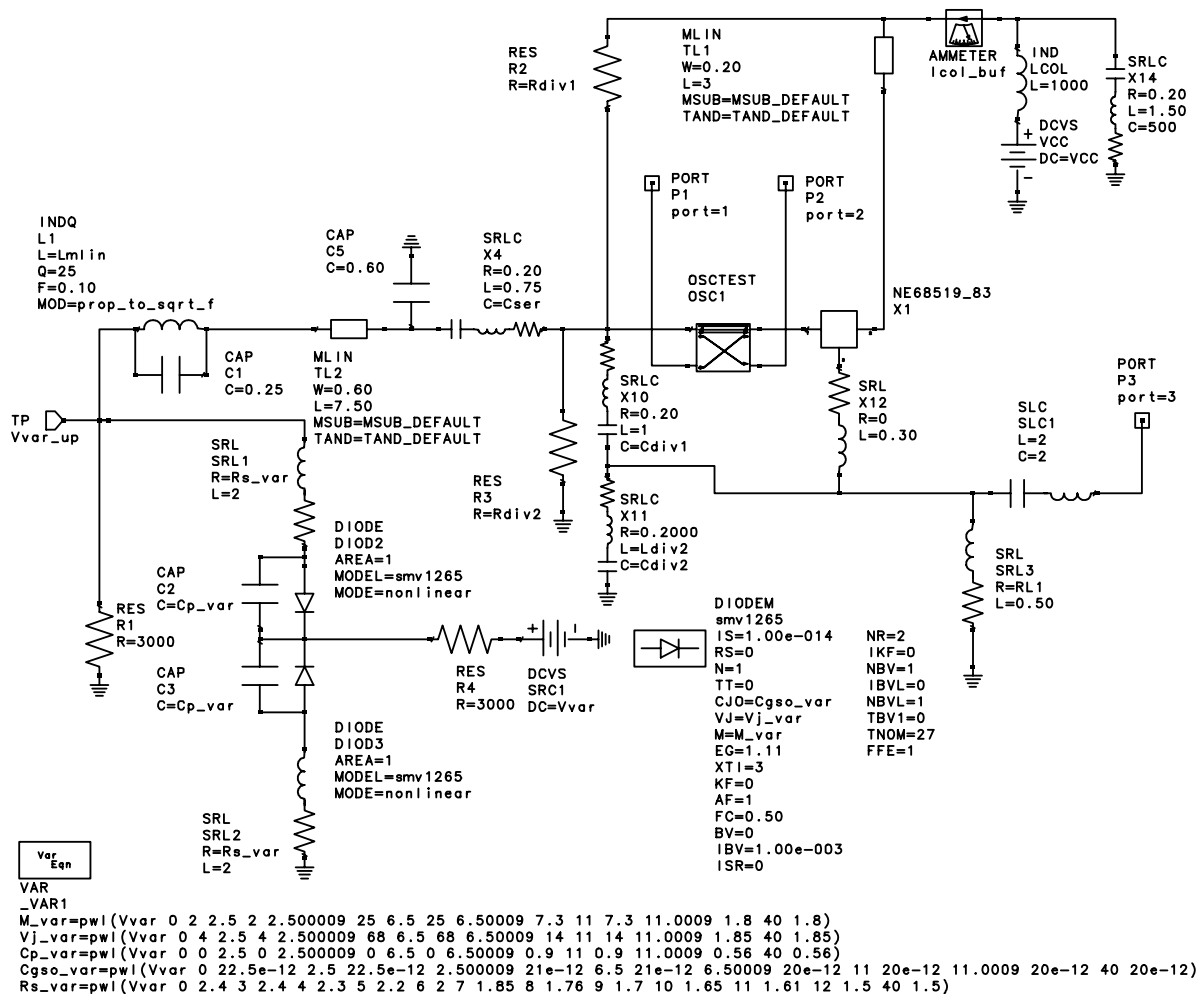 RES
R2
R=Rdiv1
MLIN
TL1
W=0.20
L=3
MSUB=MSUB_DEFAULT
TAND=TAND_DEFAULT
AMMETER
Icol_buf
IND
LCOL
L=1000
SRLC
X14
R=0.20
L=1.50
C=500
+
DCVS
VCC
DC=VCC
-
PORT
P1
port=1
PORT
P2
port=2
INDQ
L1
L=Lmlin
Q=25
F=0.10
MOD=prop_to_sqrt_f
CAP
C5
C=0.60
SRLC
X4
R=0.20
L=0.75
C=Cser
OSCTEST
OSC1
NE68519_83
X1
CAP
C1
C=0.25
MLIN
TL2
W=0.60
L=7.50
MSUB=MSUB_DEFAULT
TAND=TAND_DEFAULT
TP
Vvar_up
SRLC
X10
R=0.20
L=1
C=Cdiv1
SRL
X12
R=0
L=0.30
PORT
P3
port=3
SLC
SLC1
L=2
C=2
SRL
SRL1
R=Rs_var
L=2
RES
R3
R=Rdiv2
SRLC
X11
R=0.2000
L=Ldiv2
C=Cdiv2
SRL
SRL3
R=RL1
L=0.50
DIODE
DIOD2
AREA=1
MODEL=smv1265
MODE=nonlinear
CAP
C2
C=Cp_var
RES
R1
R=3000
CAP
C3
C=Cp_var
RES
R4
R=3000
+
-
DCVS
SRC1
DC=Vvar
DIODE
DIOD3
AREA=1
MODEL=smv1265
MODE=nonlinear
SRL
SRL2
R=Rs_var
L=2
DIODEM
smv1265
IS=1.00e-014
RS=0
N=1
TT=0
CJO=Cgso_var
VJ=Vj_var
M=M_var
EG=1.11
XTI=3
KF=0
AF=1
FC=0.50
BV=0
IBV=1.00e-003
ISR=0
NR=2
IKF=0
NBV=1
IBVL=0
NBVL=1
TBV1=0
TNOM=27
FFE=1
Var
Eqn
VAR
_VAR1
M_var=pwl(Vvar 0 2 2.5 2 2.500009 25 6.5 25 6.50009 7.3 11 7.3 11.0009 1.8 40 1.8)
Vj_var=pwl(Vvar 0 4 2.5 4 2.500009 68 6.5 68 6.50009 14 11 14 11.0009 1.85 40 1.85)
Cp_var=pwl(Vvar 0 0 2.5 0 2.500009 0 6.5 0 6.50009 0.9 11 0.9 11.0009 0.56 40 0.56)
Cgso_var=pwl(Vvar 0 22.5e-12 2.5 22.5e-12 2.500009 21e-12 6.5 21e-12 6.50009 20e-12 11 20e-12 11.0009 20e-12 40 20e-12)
Rs_var=pwl(Vvar 0 2.4 3 2.4 4 2.3 5 2.2 6 2 7 1.85 8 1.76 9 1.7 10 1.65 11 1.61 12 1.5 40 1.5)